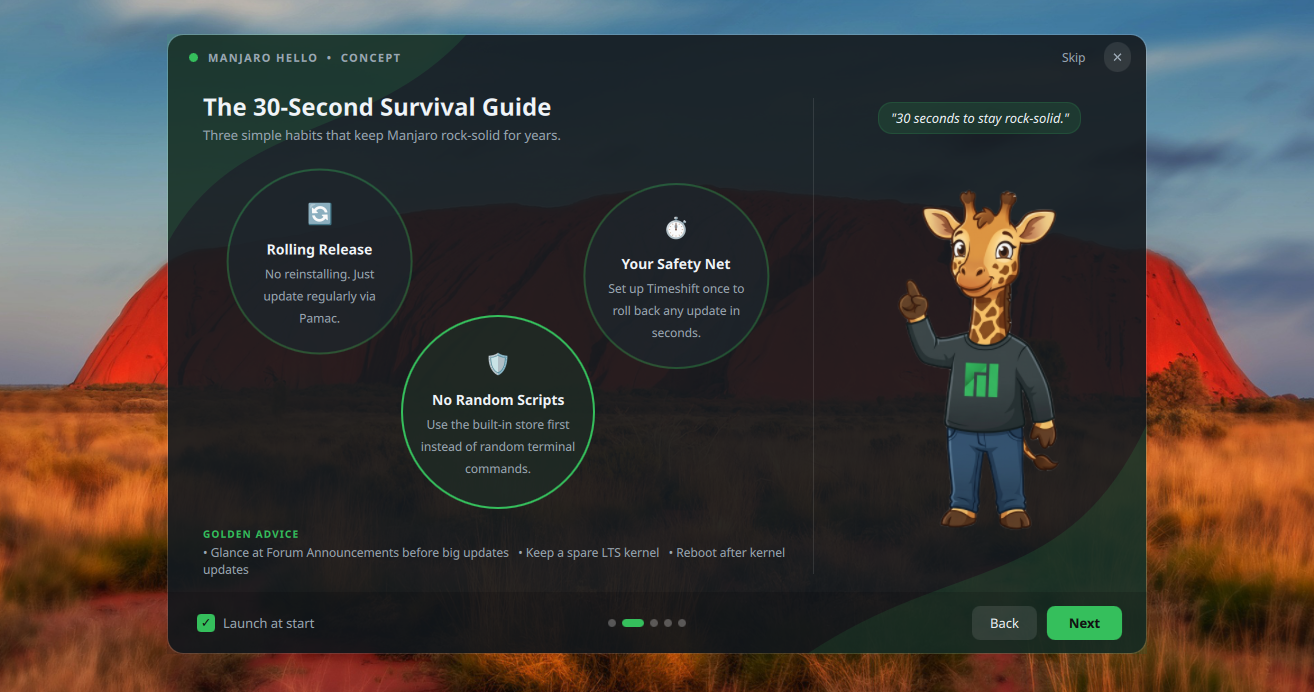 MANJARO HELLO • CONCEPT
Skip
✕
The 30-Second Survival Guide
Three simple habits that keep Manjaro rock-solid for years.
"30 seconds to stay rock-solid."
Rolling Release
No reinstalling. Just
update regularly via
Pamac.
Your Safety Net
Set up Timeshift once to
roll back any update in
seconds.
No Random Scripts
Use the built-in store first
instead of random terminal
commands.
GOLDEN ADVICE
• Glance at Forum Announcements before big updates • Keep a spare LTS kernel • Reboot after kernel
updates
✓ Launch at start
Back
Next